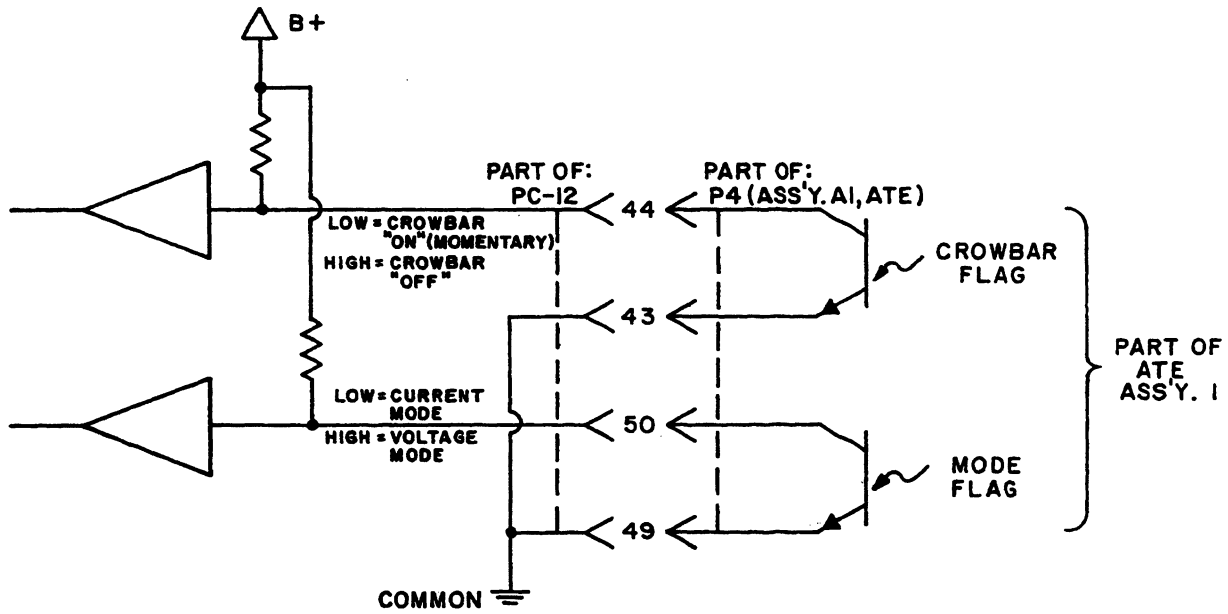 B+
PART OF:
PC-12
PART OF:
P4 (ASS'Y. A1, ATE)
44
LOW = CROWBAR
"ON" (MOMENTARY)
HIGH = CROWBAR
"OFF"
CROWBAR
FLAG
43
PART OF
ATE
ASS'Y. 1
LOW = CURRENT
MODE
50
HIGH = VOLTAGE
MODE
MODE
FLAG
49
COMMON